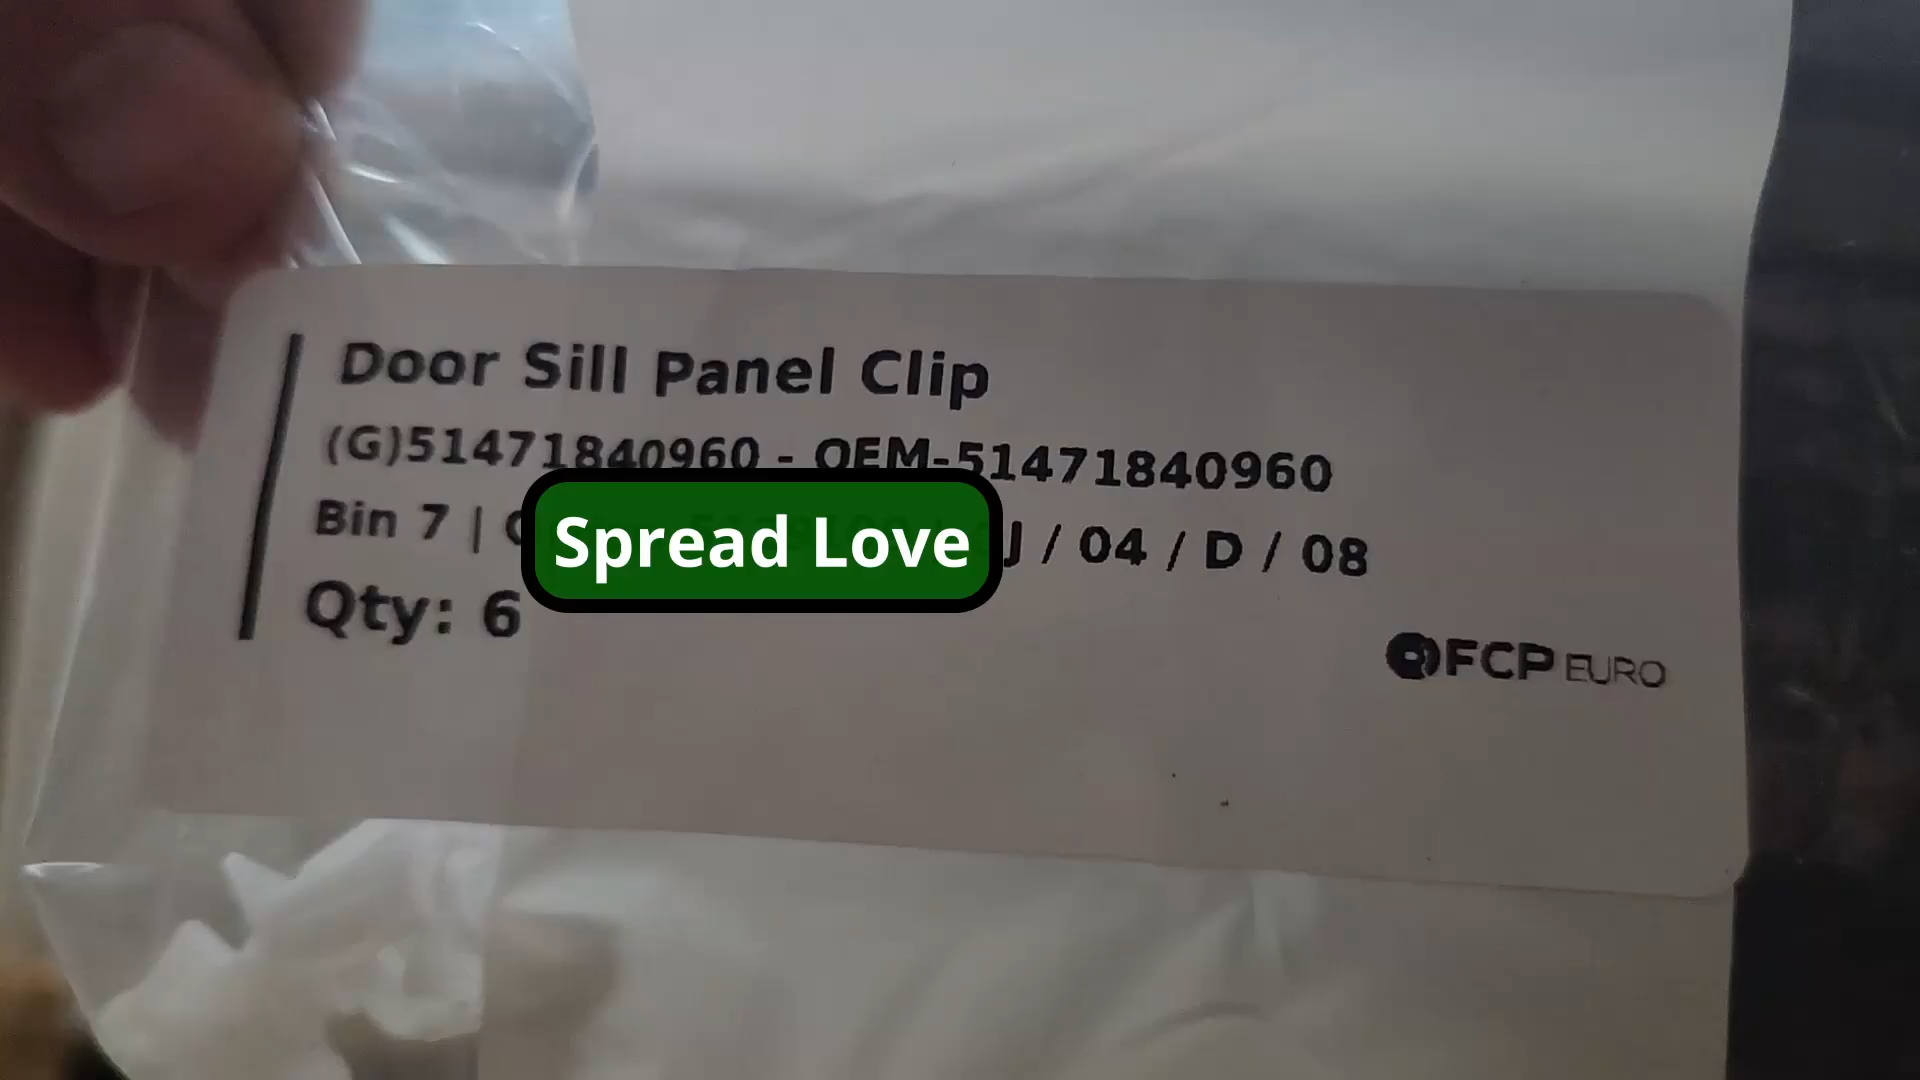 Door Sill Panel Clip
(G)51471840960 - OEM-51471840960
Bin 7 | J / 04 / D / 08
Spread Love
Qty: 6
FCP EURO